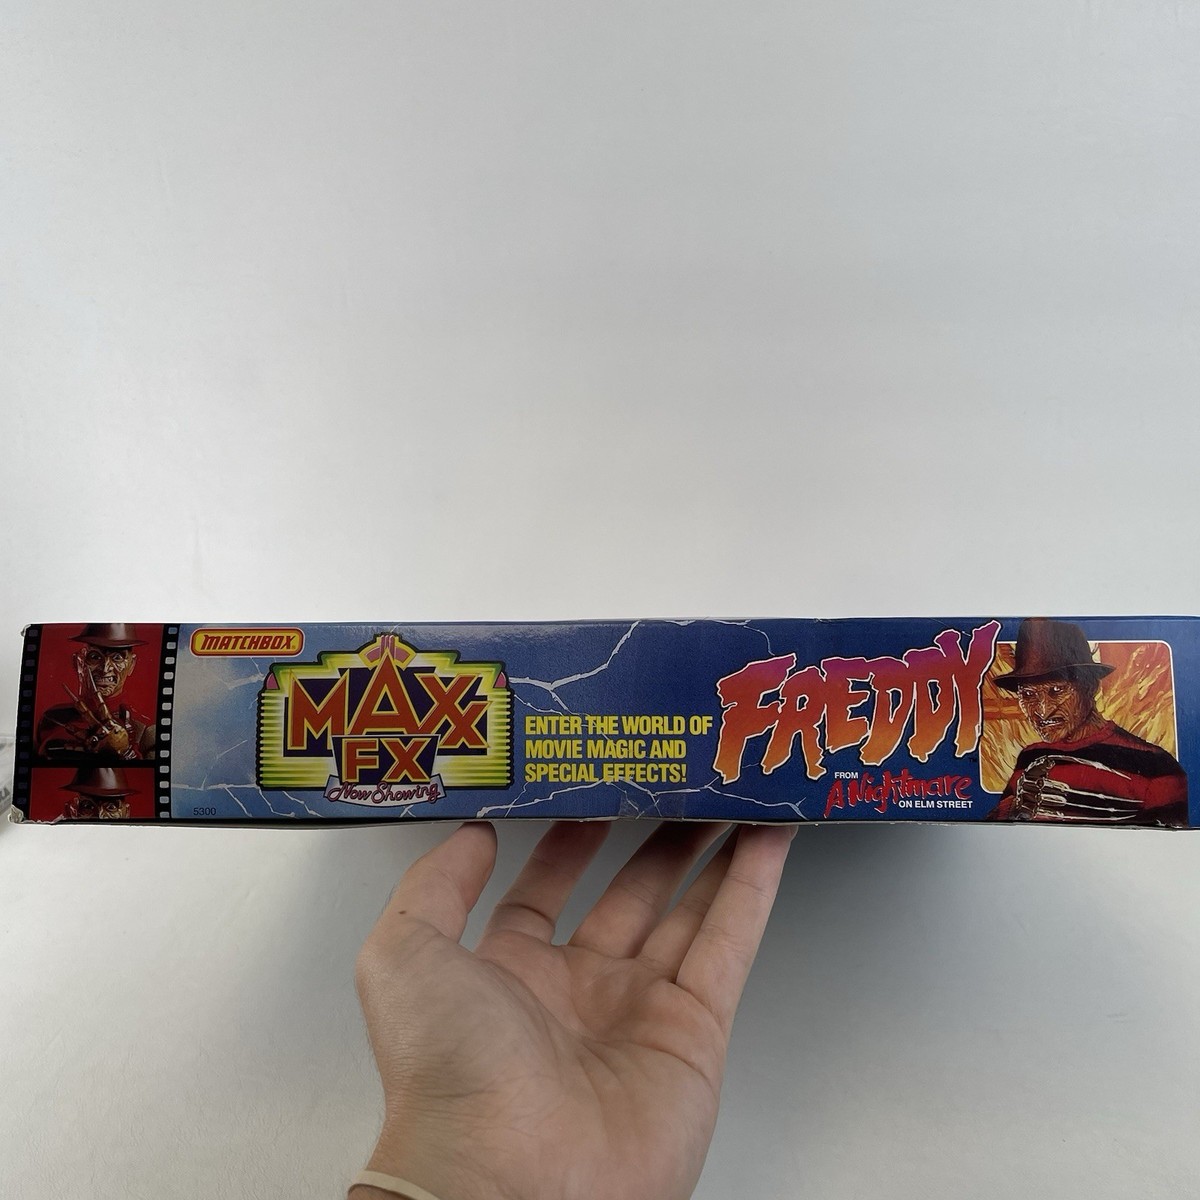 MATCHBOX
MAXX
FX
Now Showing
5300
ENTER THE WORLD OF
MOVIE MAGIC AND
SPECIAL EFFECTS!
FREDDY
FROM
A Nightmare
ON ELM STREET